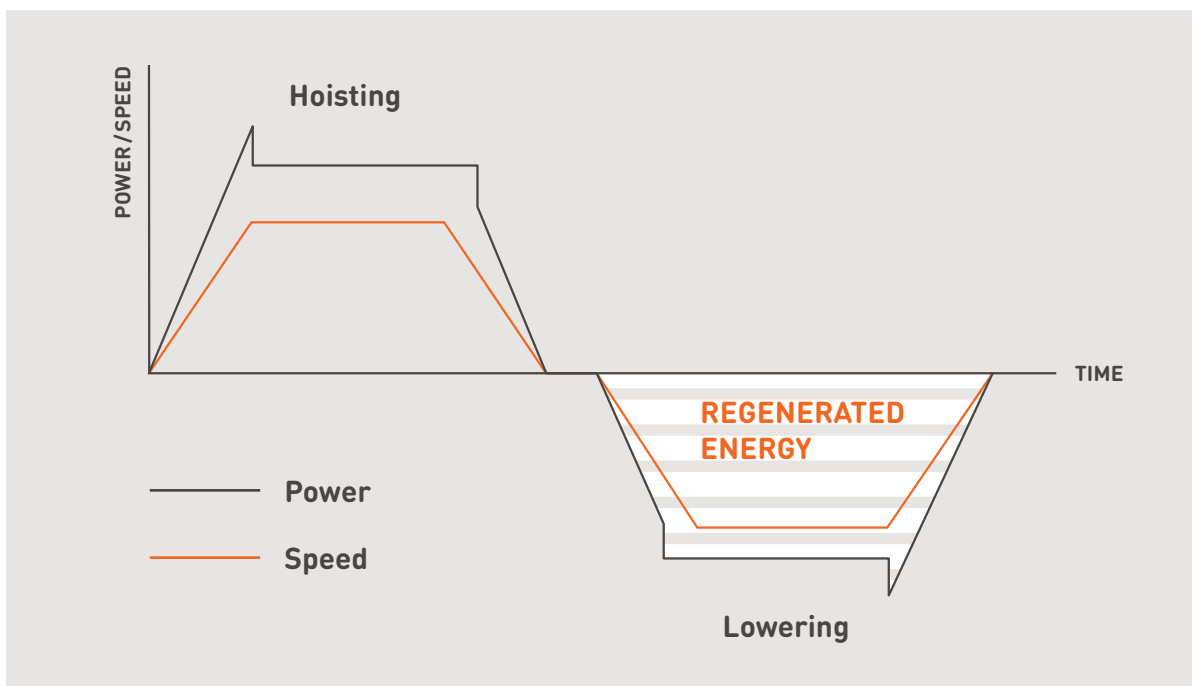 POWER/SPEED
Hoisting
TIME
REGENERATED
ENERGY
Power
Speed
Lowering